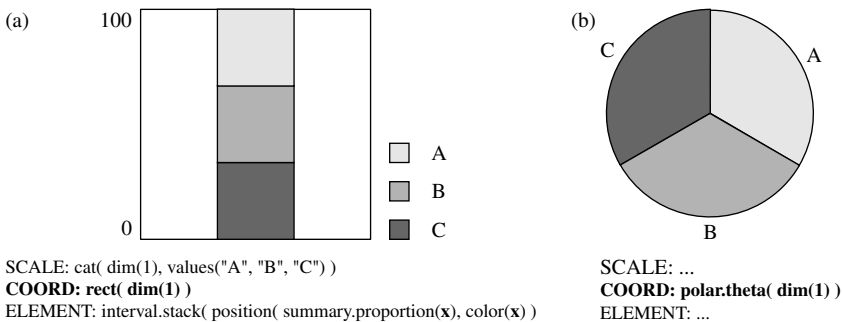 (a)
100
0
A
B
C
SCALE: cat( dim(1), values("A", "B", "C") )
COORD: rect( dim(1) )
ELEMENT: interval.stack( position( summary.proportion(x), color(x) )
(b)
C
A
B
SCALE: ...
COORD: polar.theta( dim(1) )
ELEMENT: ...